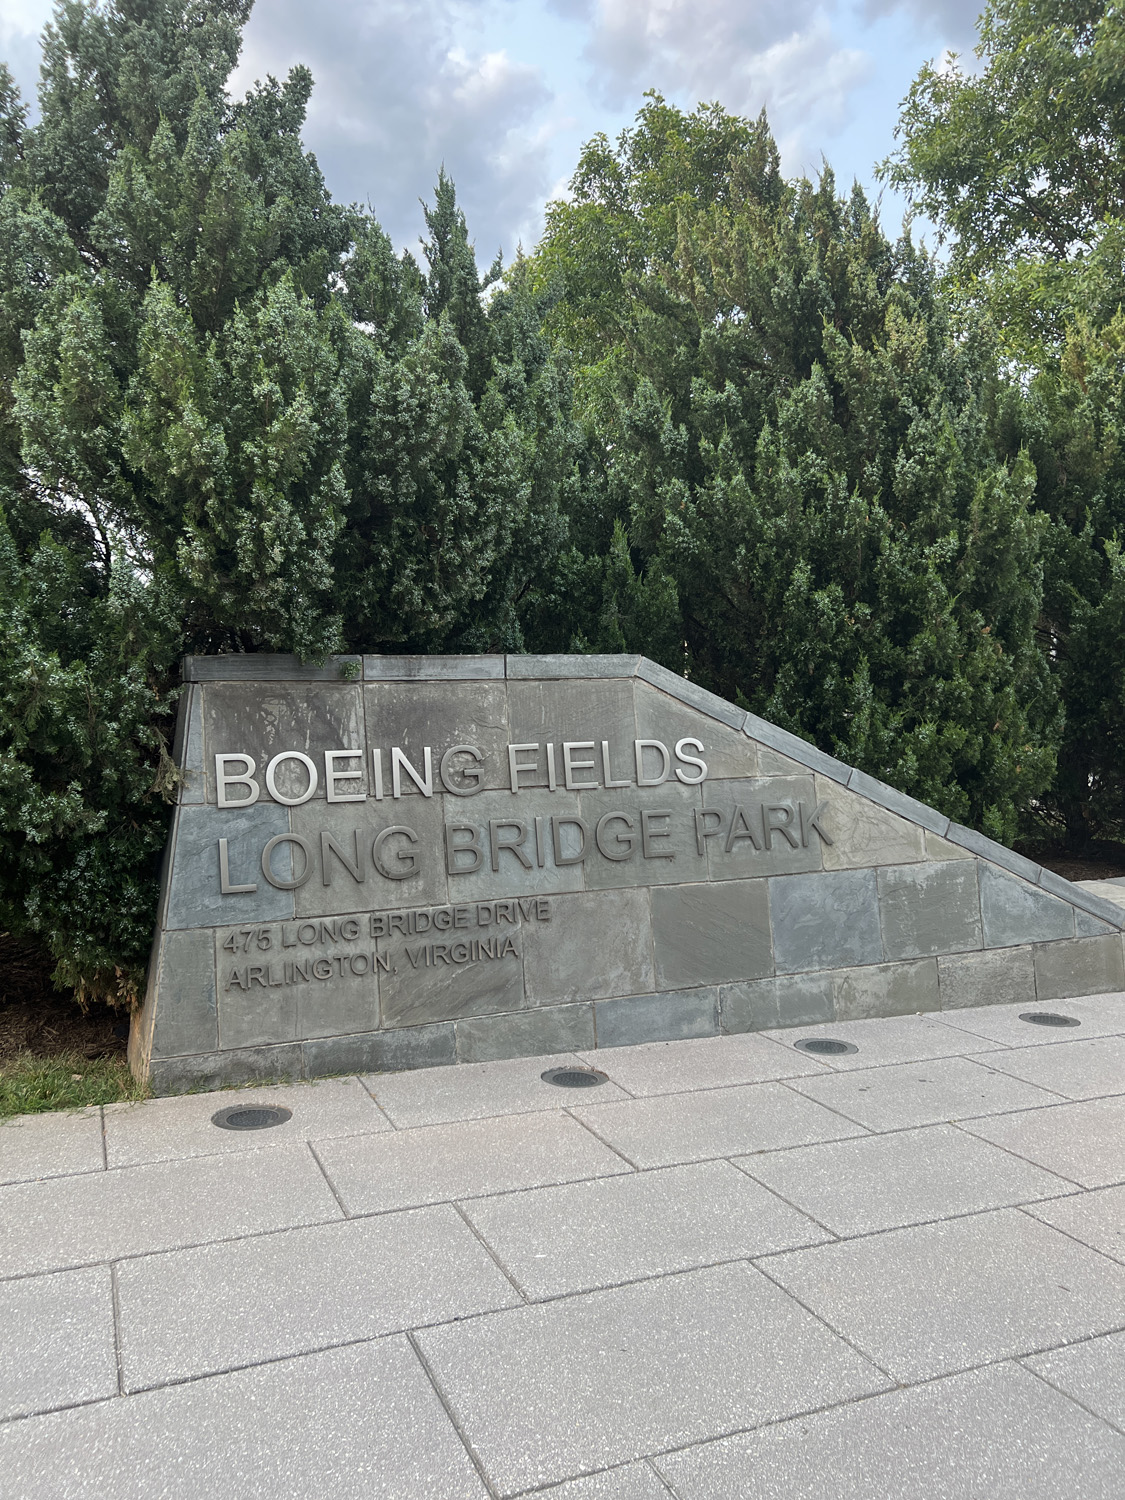 BOEING FIELDS
LONG BRIDGE PARK
475 LONG BRIDGE DRIVE
ARLINGTON, VIRGINIA